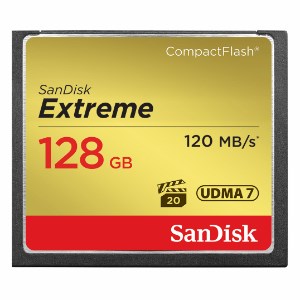 CompactFlash®
SanDisk
Extreme
128 GB
120 MB/s*
20
UDMA 7
SanDisk